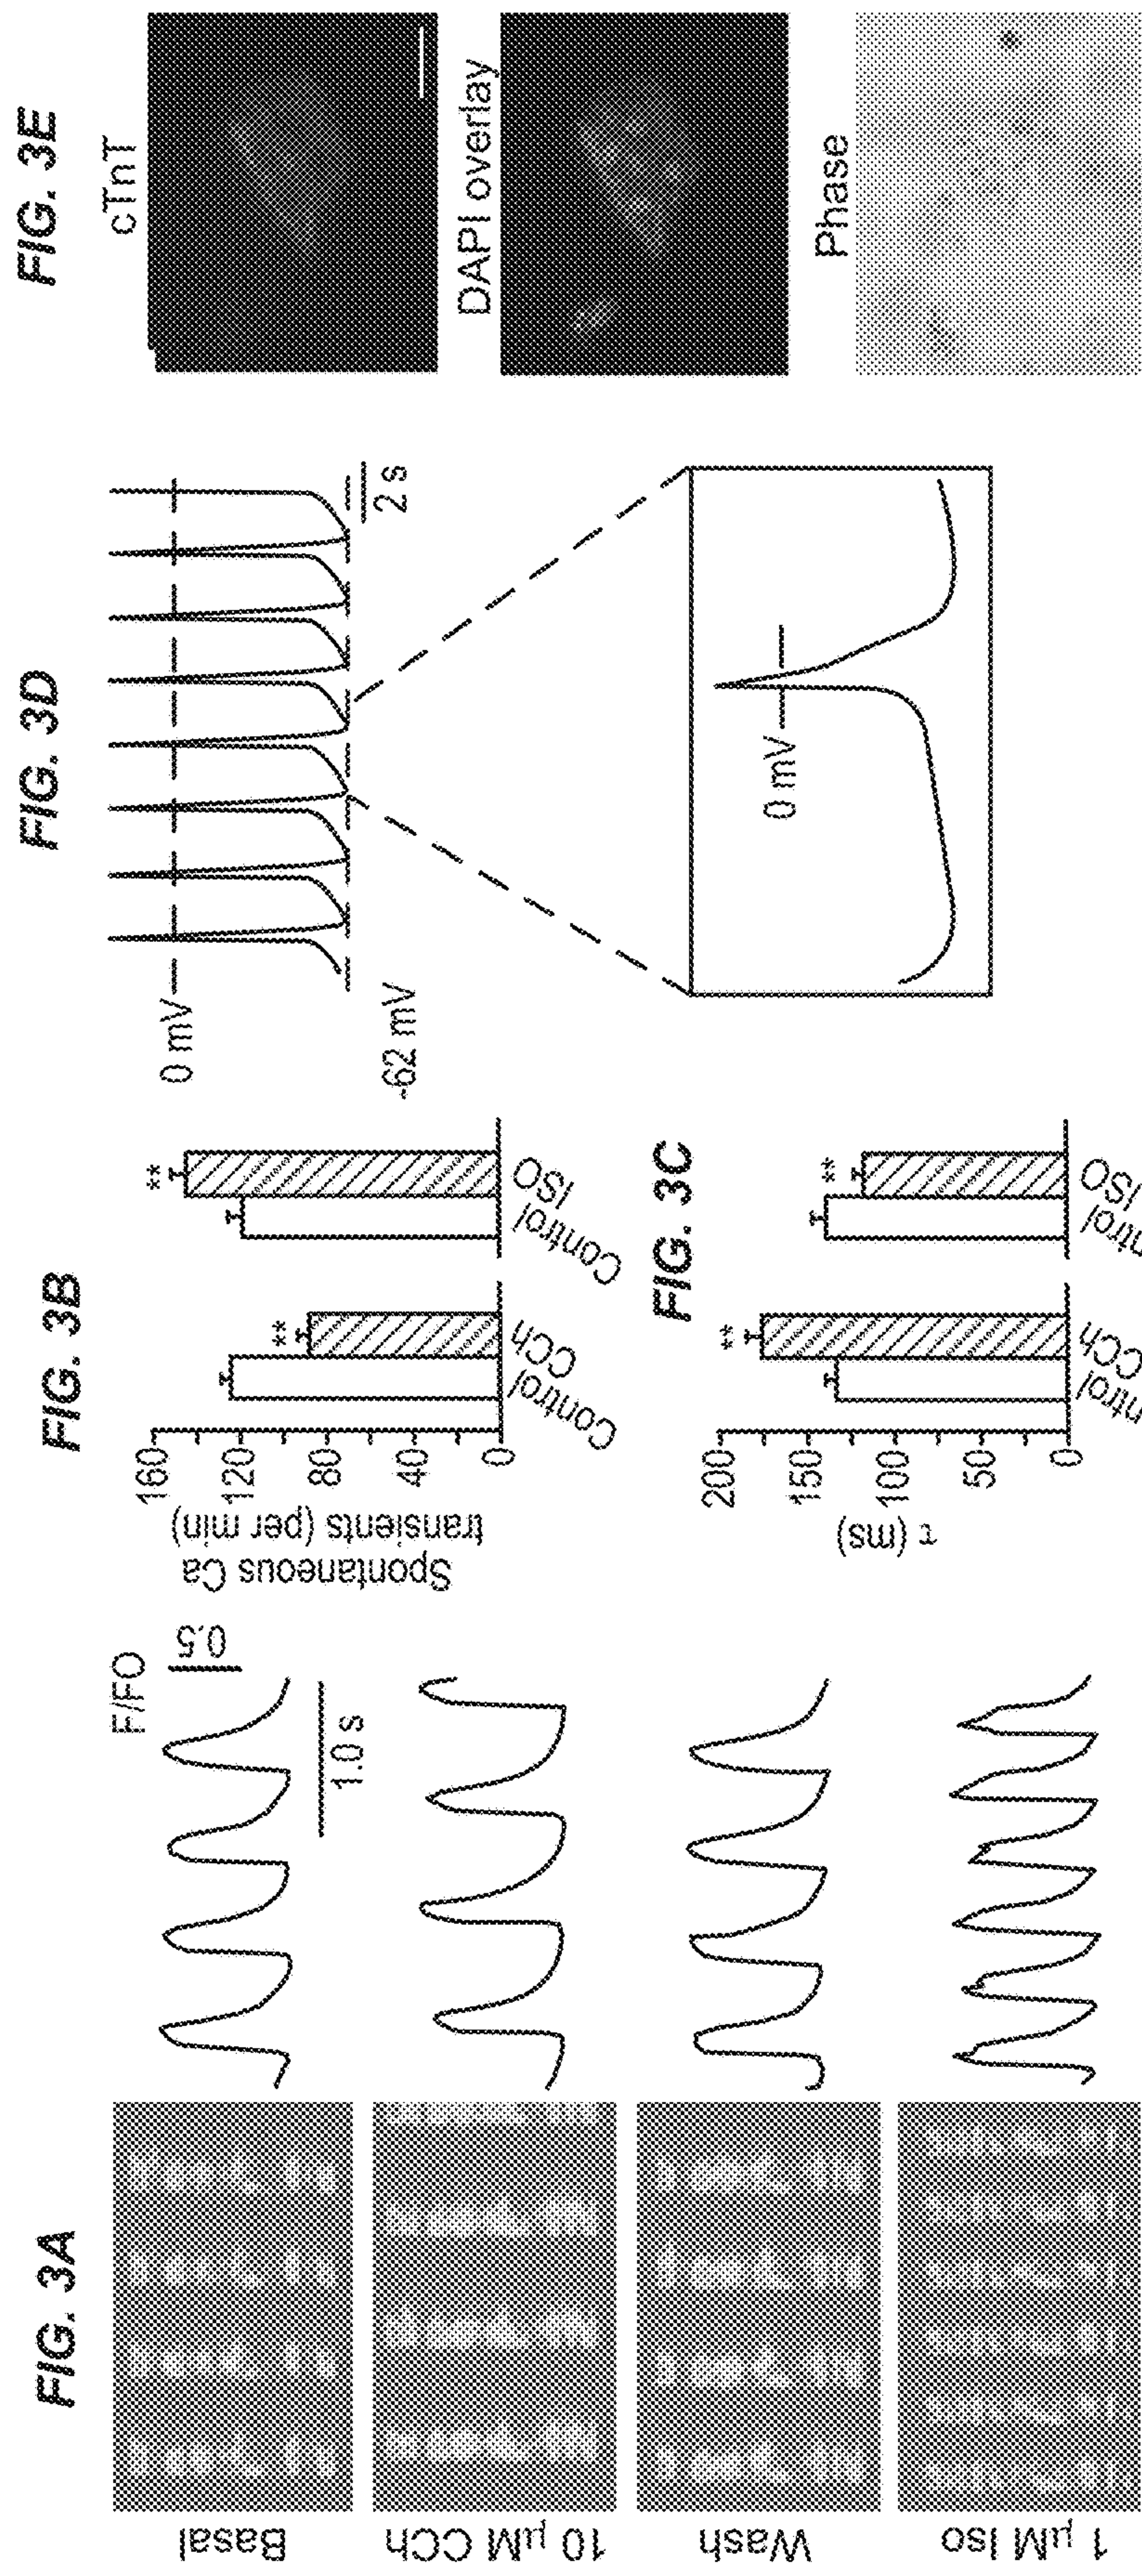 FIG. 3A
Basal
10 µM CCh
Wash
1 µM Iso
F/FO
0.5
1.0 s
FIG. 3B
Spontaneous Ca
transients (per min)
160
120
80
40
0
**
**
Control
CCh
Control
ISO
FIG. 3C
τ (ms)
200
150
100
50
0
**
**
ntrol
CCh
ntrol
ISO
FIG. 3D
0 mV
-62 mV
2 s
0 mV
FIG. 3E
cTnT
DAPI overlay
Phase